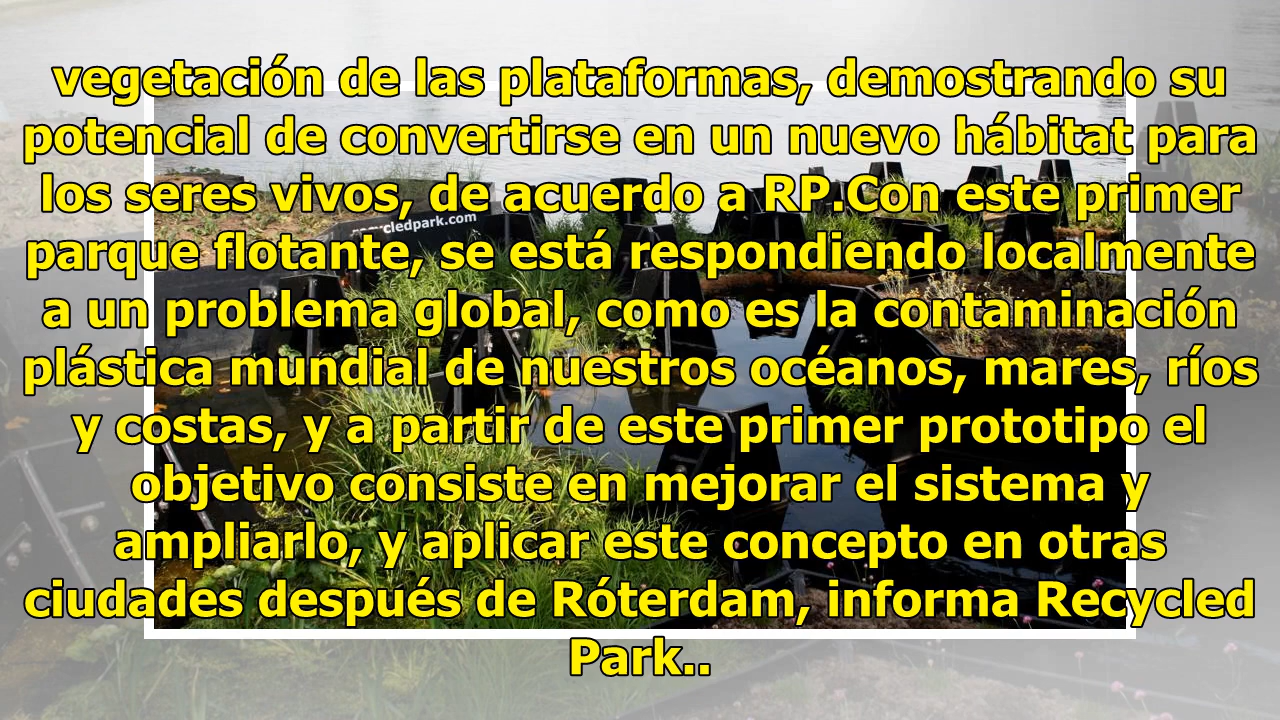 vegetación de las plataformas, demostrando su
potencial de convertirse en un nuevo hábitat para
los seres vivos, de acuerdo a RP.Con este primer
recycledpark.com
parque flotante, se está respondiendo localmente
a un problema global, como es la contaminación
plástica mundial de nuestros océanos, mares, ríos
y costas, y a partir de este primer prototipo el
objetivo consiste en mejorar el sistema y
ampliarlo, y aplicar este concepto en otras
ciudades después de Róterdam, informa Recycled
Park..